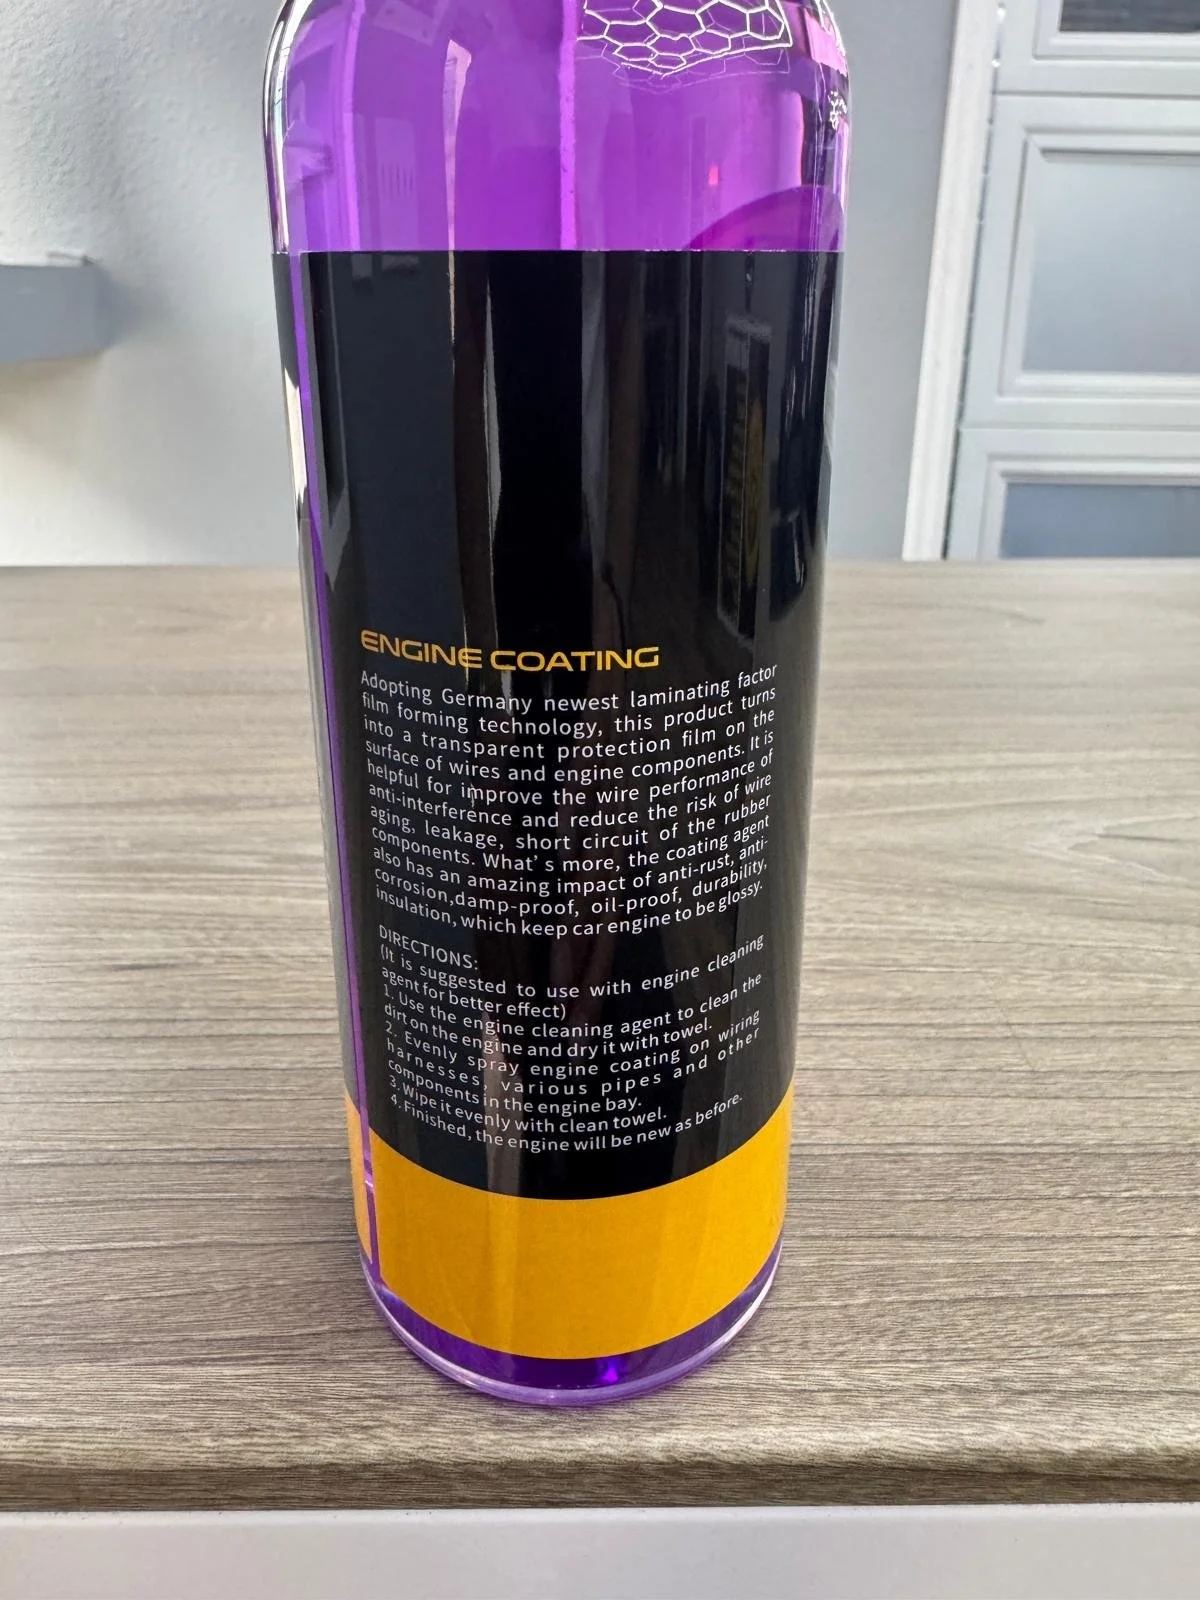 ENGINE COATING
Adopting Germany newest laminating factor
film forming technology, this product turns
into a transparent protection film on the
surface of wires and engine components. It is
helpful for improve the wire performance of
anti-interference and reduce the risk of wire
aging, leakage, short circuit of the rubber
components. What's more, the coating agent
also has an amazing impact of anti-rust, anti-
corrosion,damp-proof, oil-proof, durability,
insulation, which keep car engine to be glossy.
DIRECTIONS:
(It is suggested to use with engine cleaning
agent for better effect)
1. Use the engine cleaning agent to clean the
dirt on the engine and dry it with towel.
2. Evenly spray engine coating on wiring
harnesses, various pipes and other
components in the engine bay.
3. Wipe it evenly with clean towel.
4. Finished, the engine will be new as before.